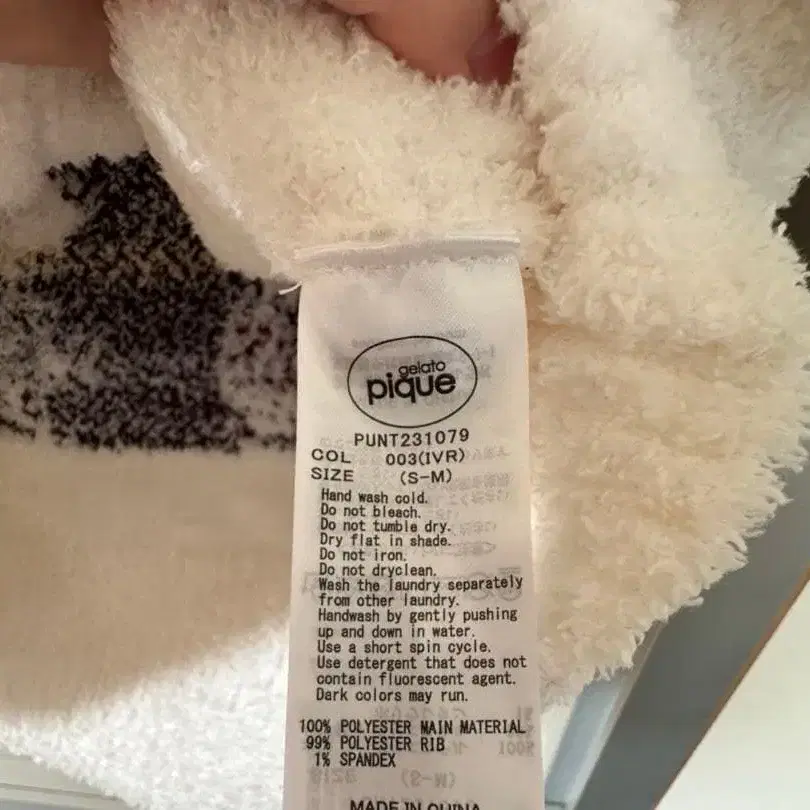 gelato
pique
PUNT231079
COL 003(IVR)
SIZE (S-M)
Hand wash cold.
Do not bleach.
Do not tumble dry.
Dry flat in shade.
Do not iron.
Do not dryclean.
Wash the laundry separately
from other laundry.
Handwash by gently pushing
up and down in water.
Use a short spin cycle.
Use detergent that does not
contain fluorescent agent.
Dark colors may run.
100% POLYESTER MAIN MATERIAL
99% POLYESTER RIB
1% SPANDEX
MADE IN CHINA